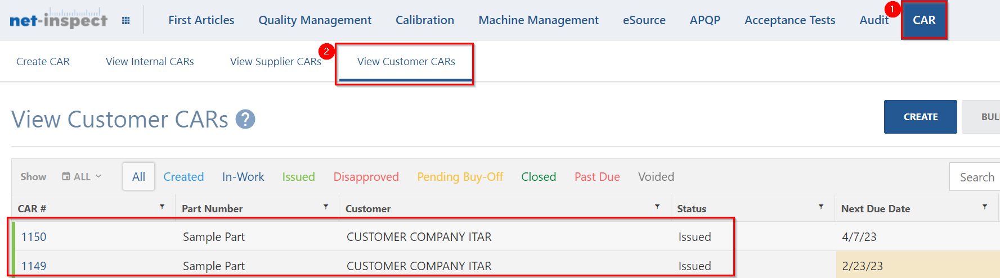 net-inspect First Articles Quality Management Calibration Machine Management eSource APQP Acceptance Tests Audit 1 CAR
Create CAR View Internal CARs View Supplier CARs 2 View Customer CARs
View Customer CARs ? CREATE BUL
Show ALL All Created In-Work Issued Disapproved Pending Buy-Off Closed Past Due Voided Search
CAR # Part Number Customer Status Next Due Date
1150 Sample Part CUSTOMER COMPANY ITAR Issued 4/7/23
1149 Sample Part CUSTOMER COMPANY ITAR Issued 2/23/23